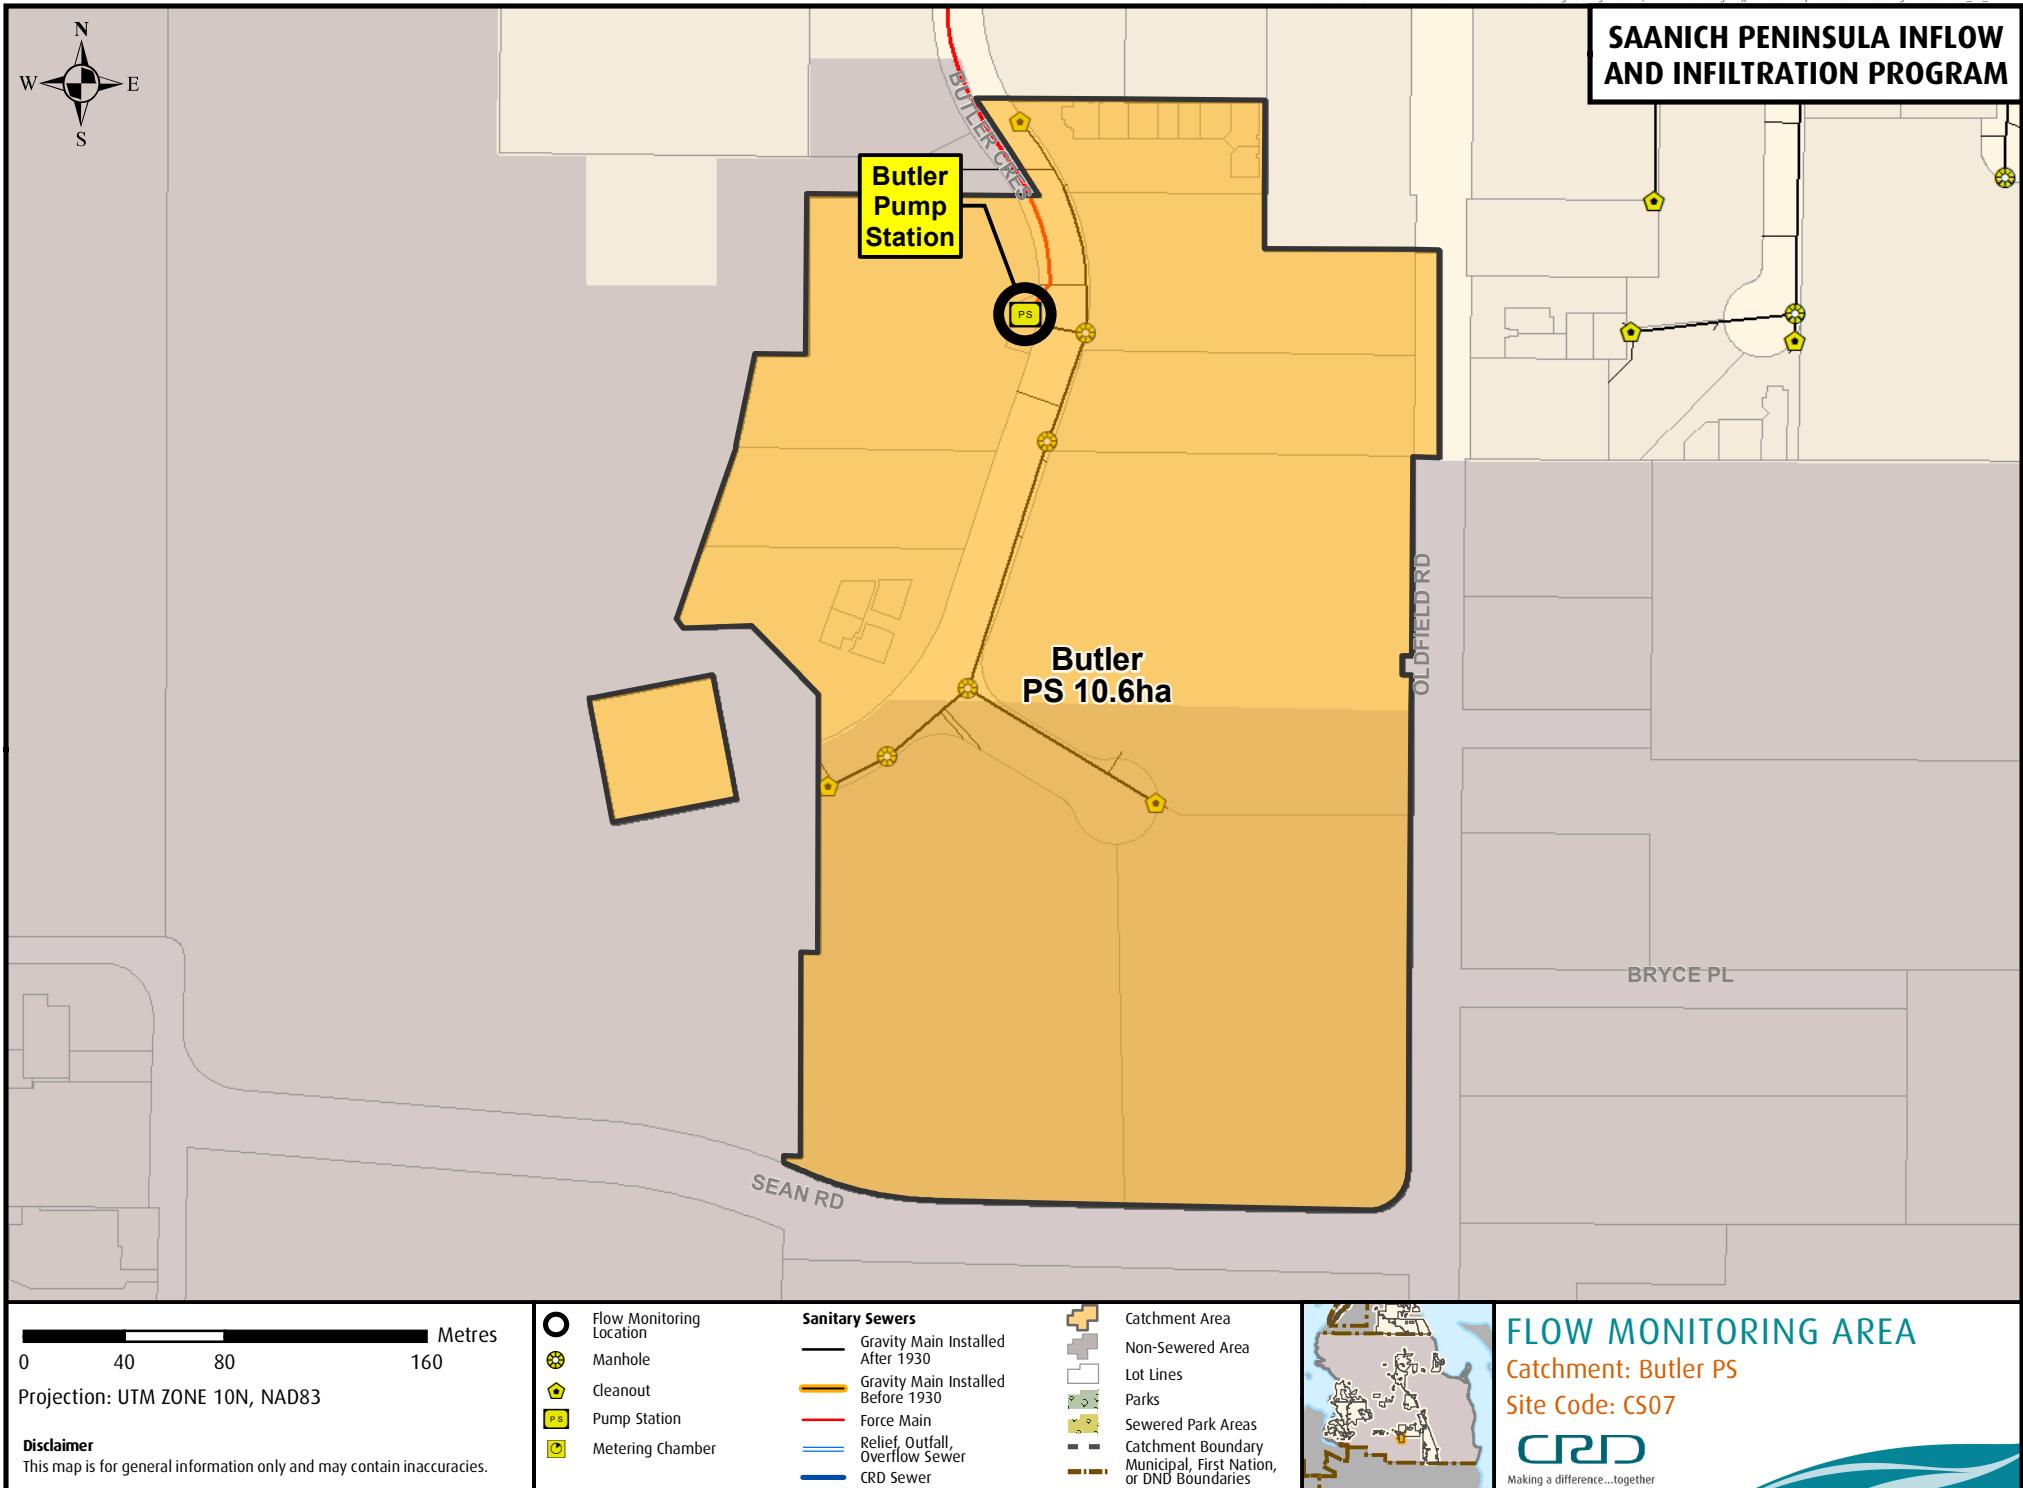 SAANICH PENINSULA INFLOW
AND INFILTRATION PROGRAM
N
W
E
S
BUTLER CRES
Butler
Pump
Station
PS
Butler
PS 10.6ha
OLDFIELD RD
BRYCE PL
SEAN RD
Metres
0 40 80 160
Projection: UTM ZONE 10N, NAD83
Disclaimer
This map is for general information only and may contain inaccuracies.
Flow Monitoring
Location
Manhole
Cleanout
PS
Pump Station
Metering Chamber
Sanitary Sewers
Gravity Main Installed
After 1930
Gravity Main Installed
Before 1930
Force Main
Relief, Outfall,
Overflow Sewer
CRD Sewer
Catchment Area
Non-Sewered Area
Lot Lines
Parks
Sewered Park Areas
Catchment Boundary
Municipal, First Nation,
or DND Boundaries
FLOW MONITORING AREA
Catchment: Butler PS
Site Code: CS07
CRD
Making a difference...together